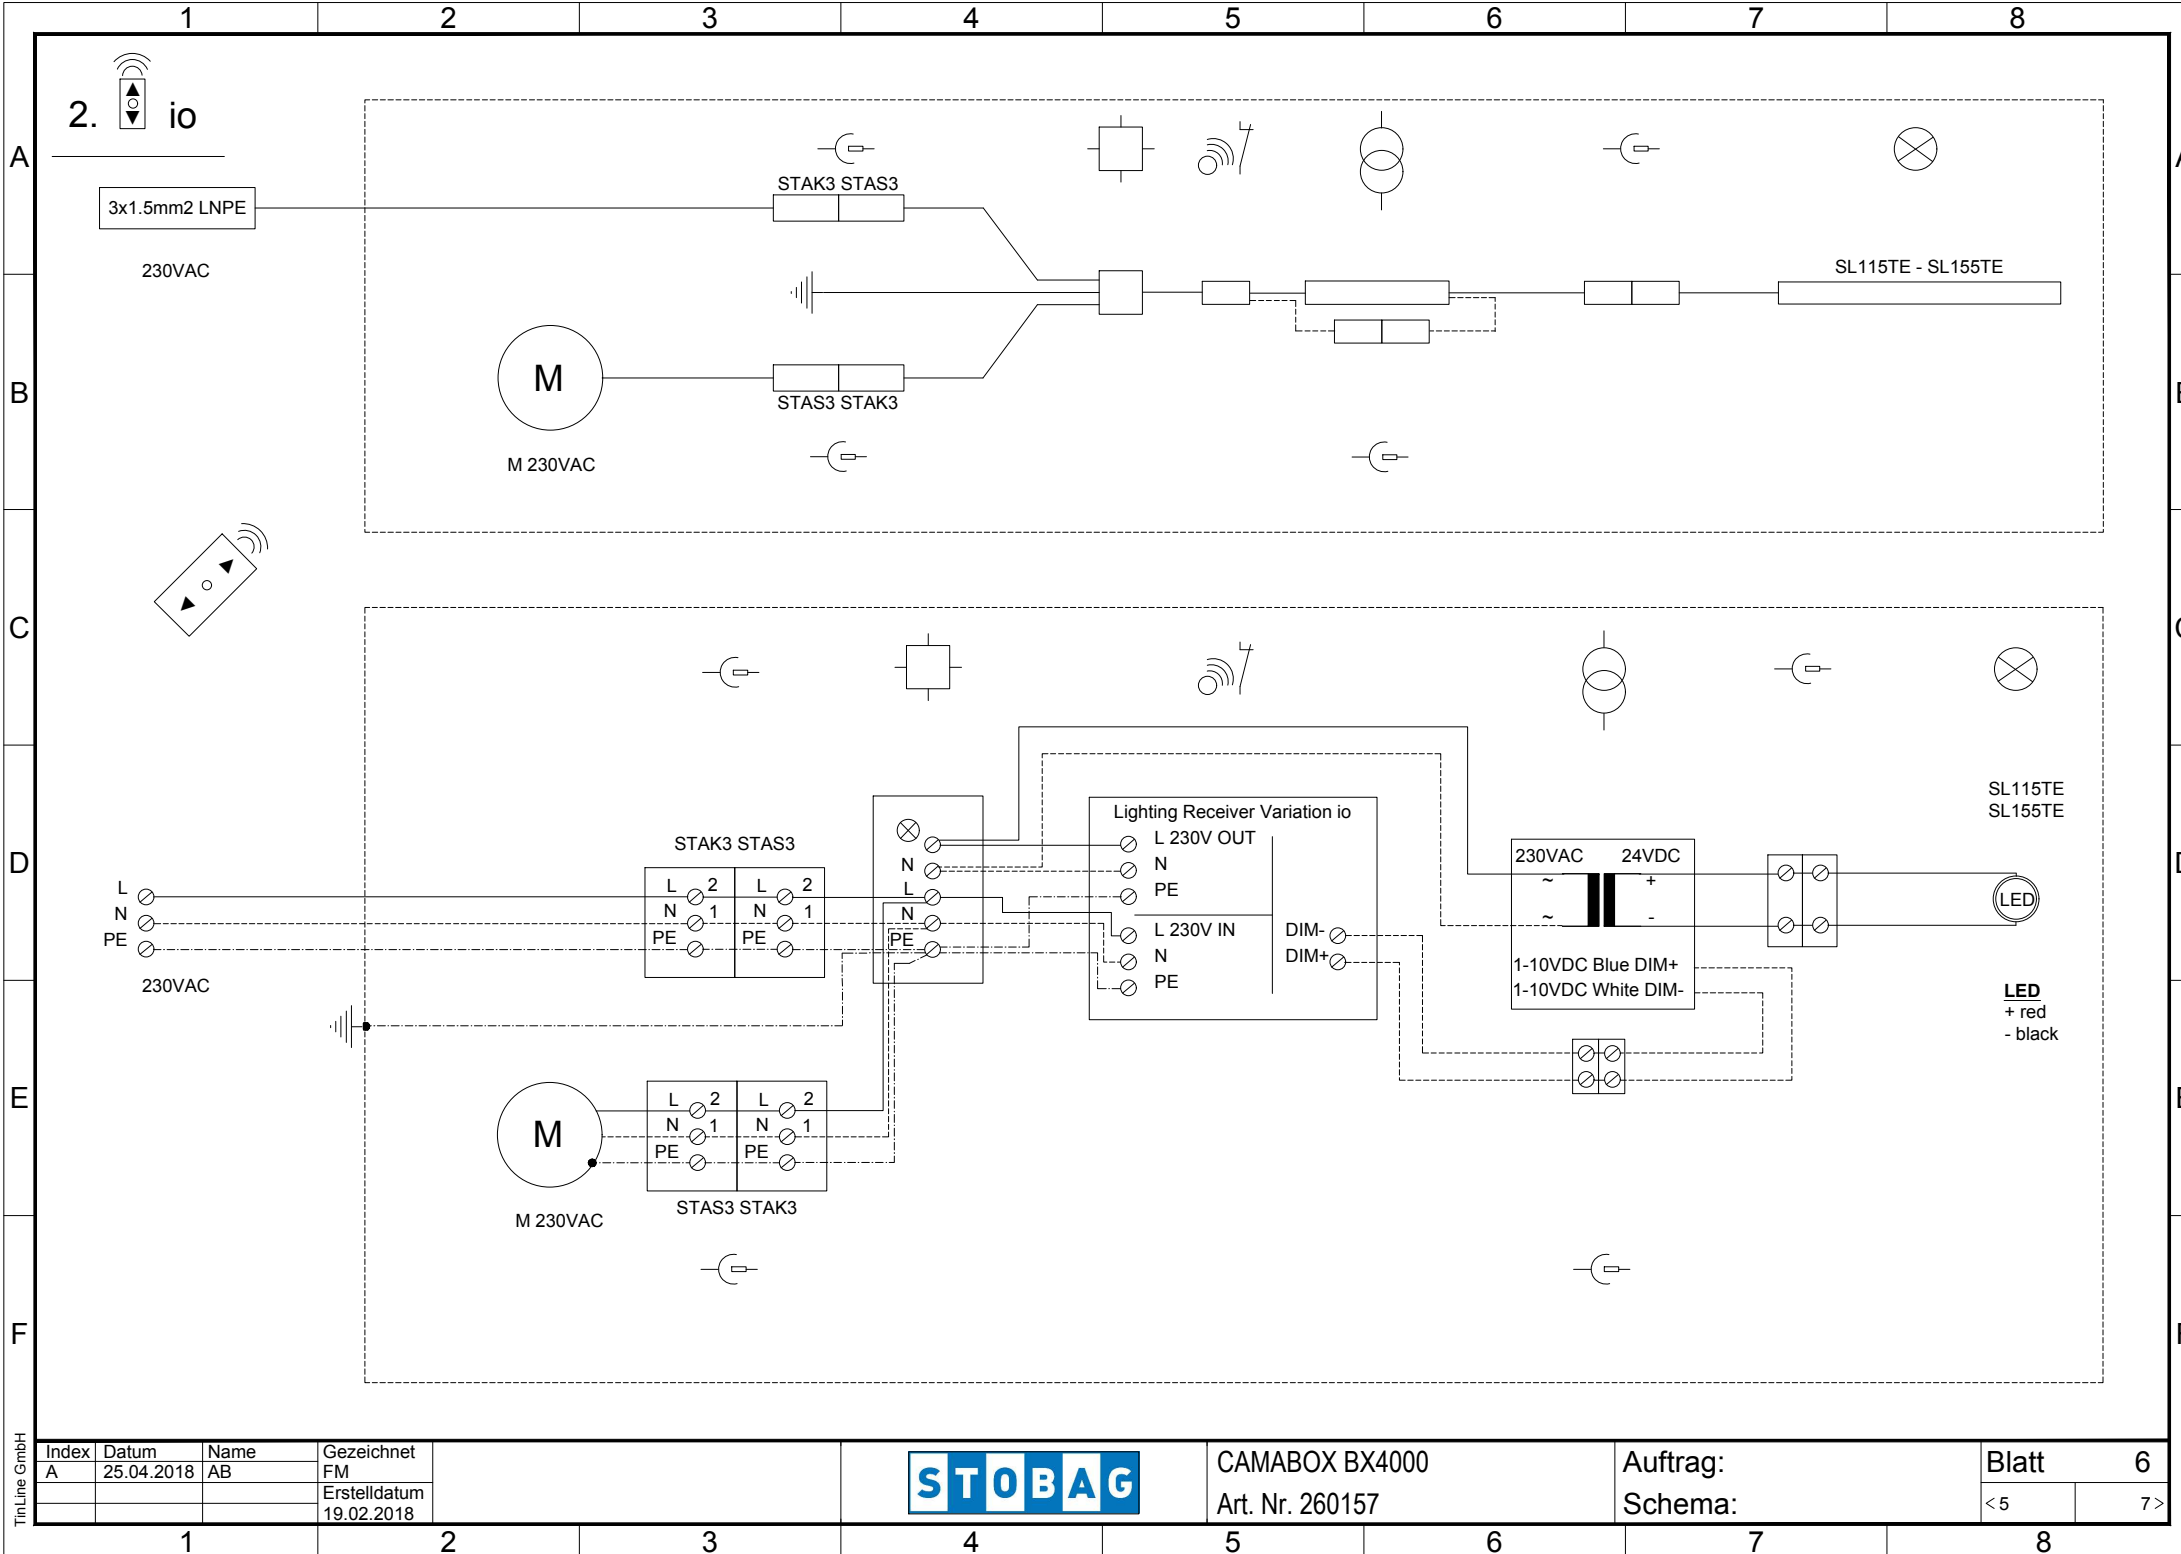 1 2 3 4 5 6 7 8
2. io
A
STAK3 STAS3
3x1.5mm2 LNPE
230VAC
SL115TE - SL155TE
B
M
STAS3 STAK3
M 230VAC
C
SL115TE
SL155TE
Lighting Receiver Variation io
L 230V OUT
N
PE
L 230V IN
N
PE
DIM-
DIM+
STAK3 STAS3
D
230VAC 24VDC
~ +
~ -
1-10VDC Blue DIM+
1-10VDC White DIM-
LED
N
L
N
PE
L 2 L 2
N 1 N 1
PE PE
L
N
PE
230VAC
LED
+ red
- black
E
M
L 2 L 2
N 1 N 1
PE PE
STAS3 STAK3
M 230VAC
F
TinLine GmbH
Index Datum Name Gezeichnet
A 25.04.2018 AB FM
Erstelldatum
19.02.2018
STOBAG
CAMABOX BX4000
Art. Nr. 260157
Auftrag:
Schema:
Blatt 6
< 5 7 >
1 2 3 4 5 6 7 8